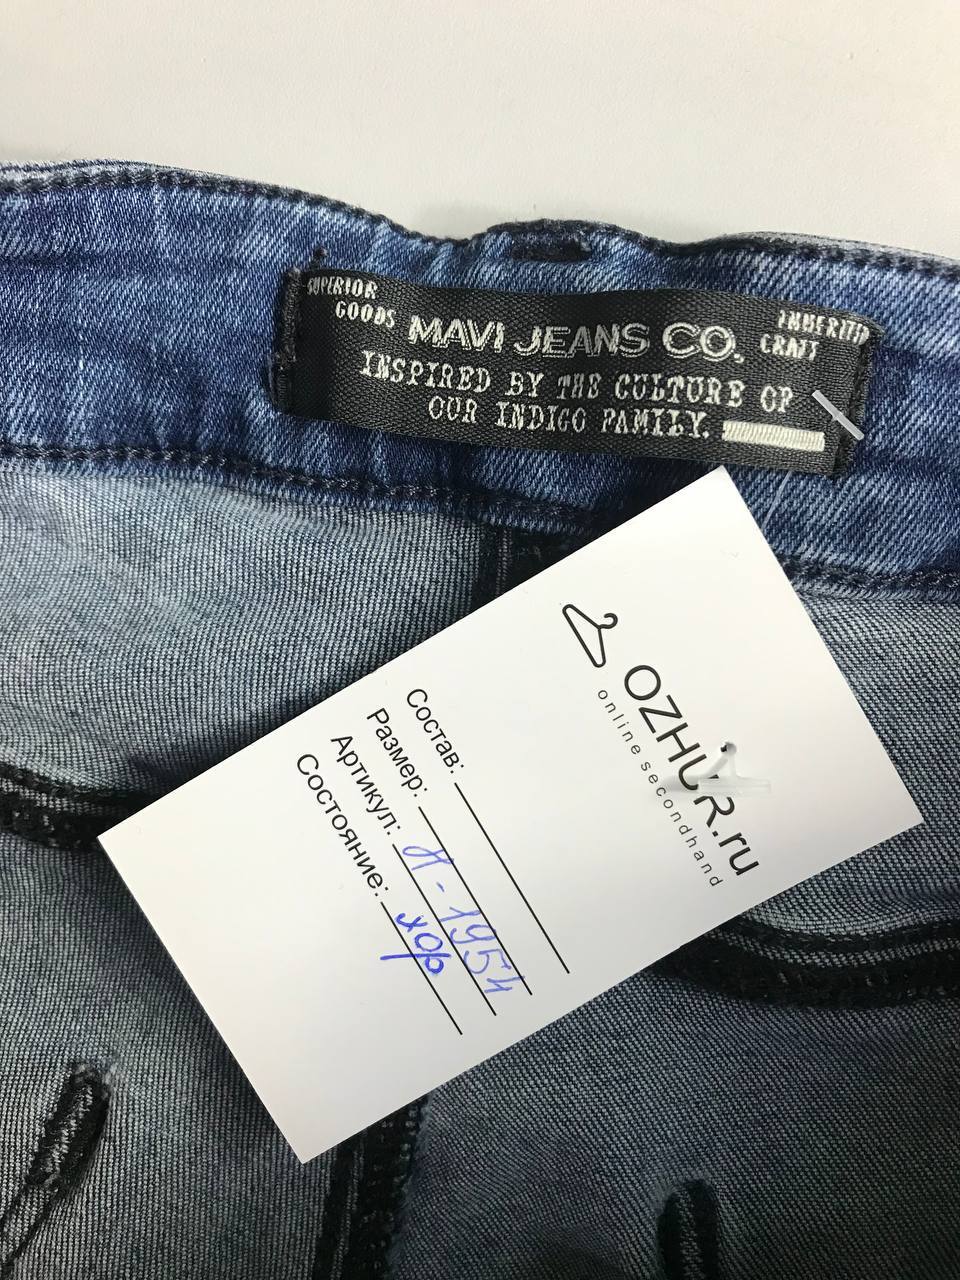 SUPERIOR
GOODS
MAVI JEANS CO.
INHERITED
CRAFT
INSPIRED BY THE CULTURE OF
OUR INDIGO FAMILY.
OZHUR.ru
online secondhand
Состав:
Размер:
Артикул: И-1954
Состояние: хор